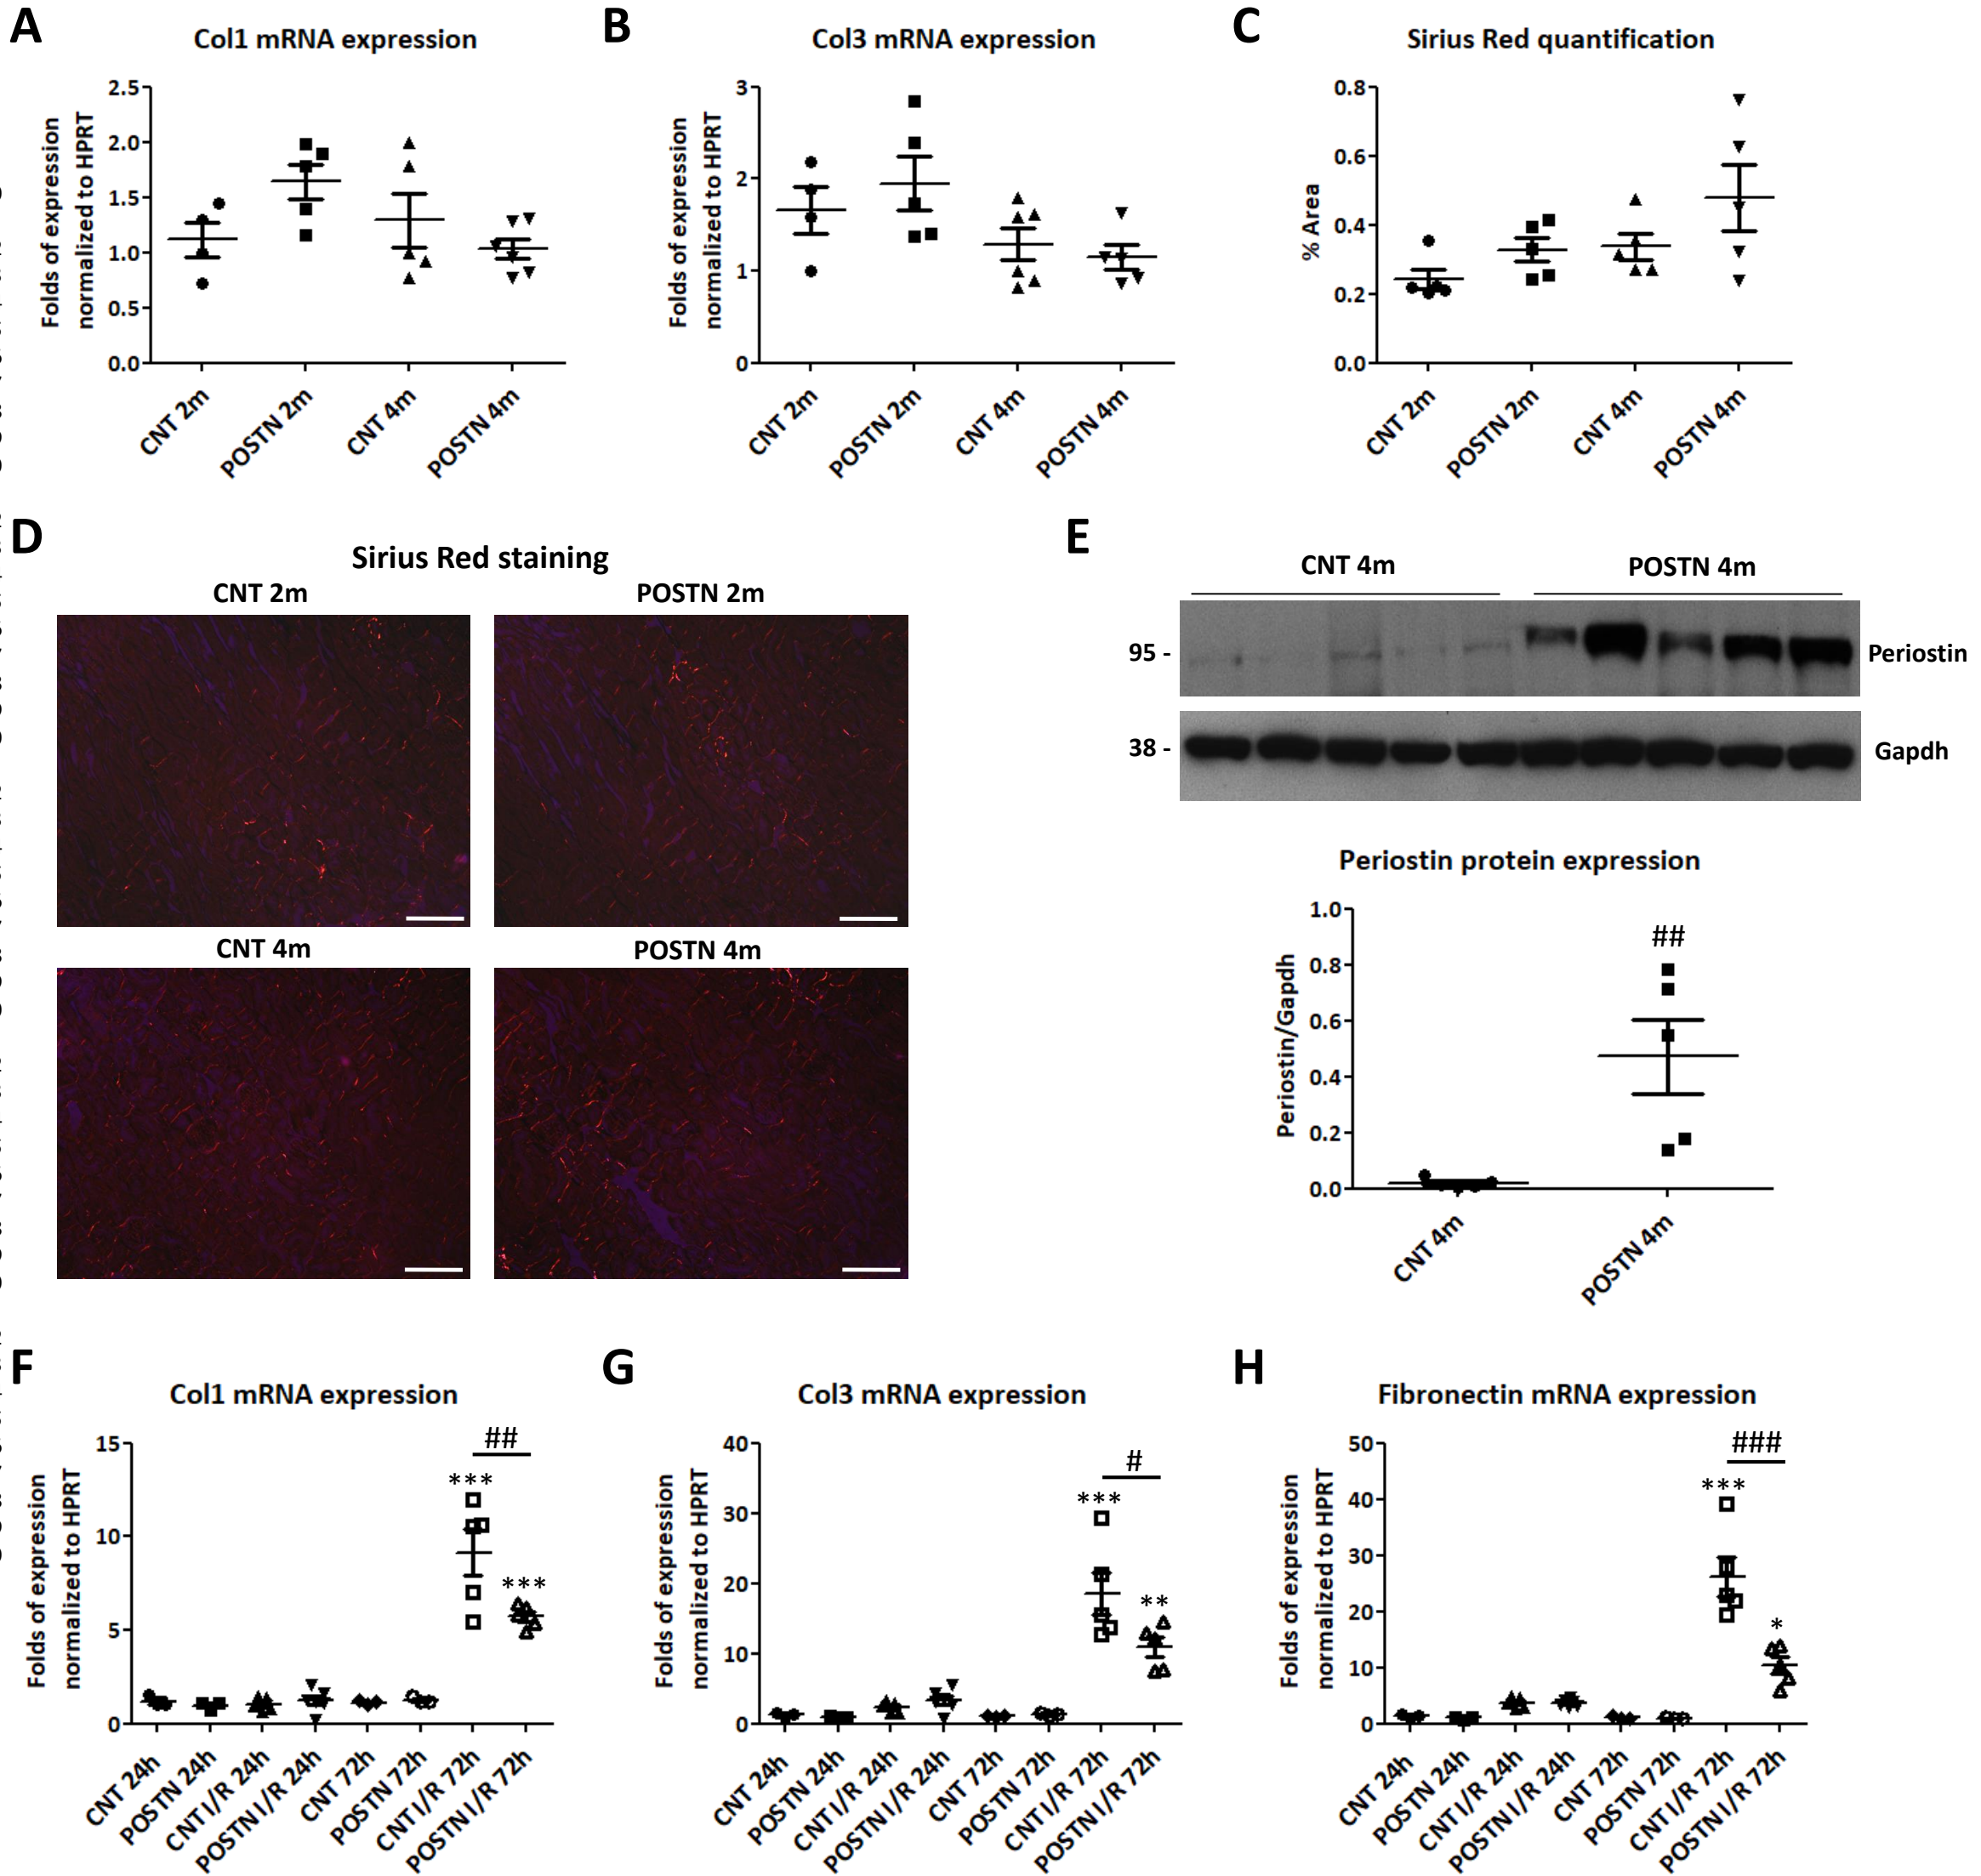 A
Col1 mRNA expression
Folds of expression
normalized to HPRT
2.5
2.0
1.5
1.0
0.5
0.0
CNT 2m
POSTN 2m
CNT 4m
POSTN 4m
B
Col3 mRNA expression
Folds of expression
normalized to HPRT
3
2
1
0
CNT 2m
POSTN 2m
CNT 4m
POSTN 4m
C
Sirius Red quantification
% Area
0.8
0.6
0.4
0.2
0.0
CNT 2m
POSTN 2m
CNT 4m
POSTN 4m
D
Sirius Red staining
CNT 2m
POSTN 2m
CNT 4m
POSTN 4m
E
CNT 4m
POSTN 4m
95 -
Periostin
38 -
Gapdh
Periostin protein expression
Periostin/Gapdh
1.0
0.8
0.6
0.4
0.2
0.0
##
CNT 4m
POSTN 4m
F
Col1 mRNA expression
Folds of expression
normalized to HPRT
15
10
5
0
##
***
***
CNT 24h
POSTN 24h
CNT I/R 24h
POSTN I/R 24h
CNT 72h
POSTN 72h
CNT I/R 72h
POSTN I/R 72h
G
Col3 mRNA expression
Folds of expression
normalized to HPRT
40
30
20
10
0
#
***
**
CNT 24h
POSTN 24h
CNT I/R 24h
POSTN I/R 24h
CNT 72h
POSTN 72h
CNT I/R 72h
POSTN I/R 72h
H
Fibronectin mRNA expression
Folds of expression
normalized to HPRT
50
40
30
20
10
0
###
***
*
CNT 24h
POSTN 24h
CNT I/R 24h
POSTN I/R 24h
CNT 72h
POSTN 72h
CNT I/R 72h
POSTN I/R 72h